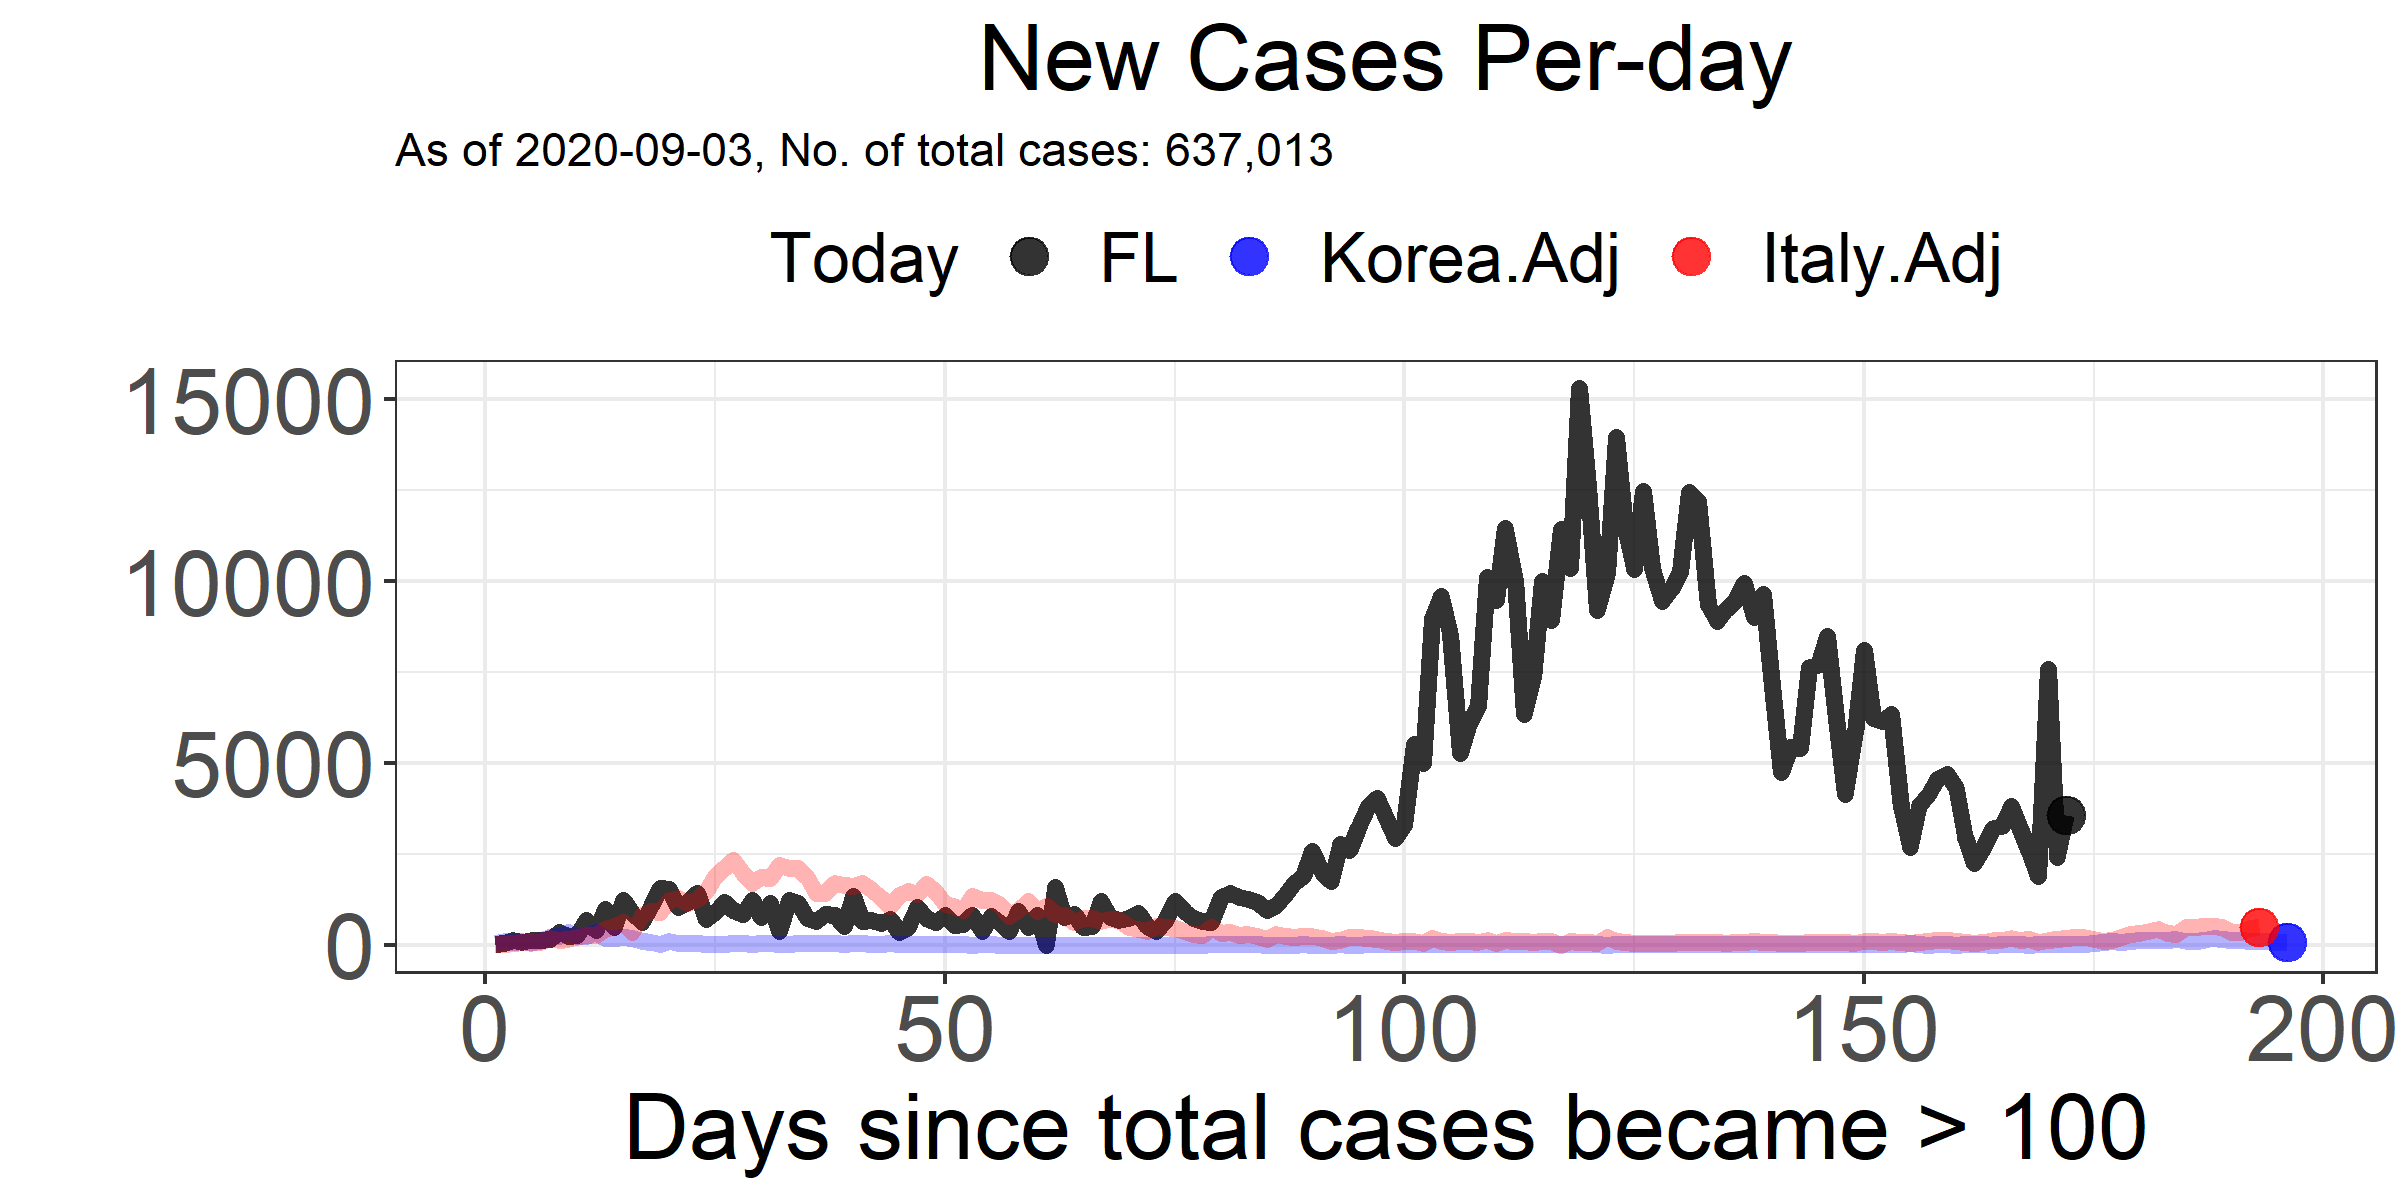 New Cases Per-day
As of 2020-09-03, No. of total cases: 637,013
Today FL Korea.Adj Italy.Adj
15000
10000
5000
0
0 50 100 150 200
Days since total cases became > 100